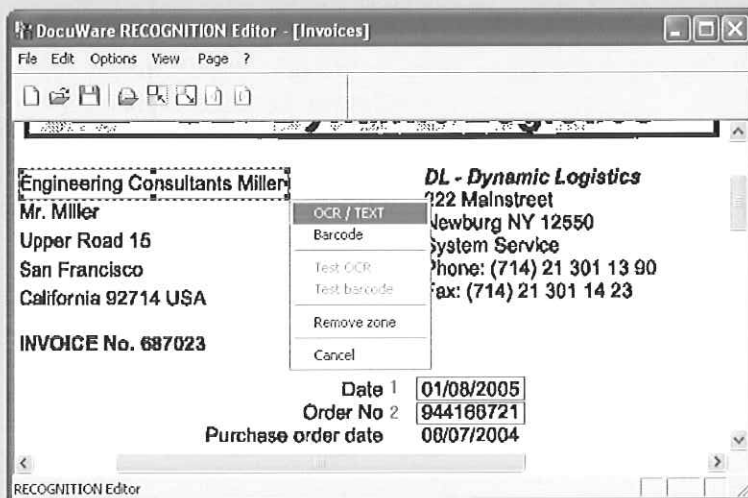 DocuWare RECOGNITION Editor - [Invoices]
File Edit Options View Page ?
Engineering Consultants Miller
Mr. Miller
Upper Road 15
San Francisco
California 92714 USA
INVOICE No. 687023
DL - Dynamic Logistics
222 Mainstreet
Newburg NY 12550
System Service
Phone: (714) 21 301 13 90
Fax: (714) 21 301 14 23
OCR / TEXT
Barcode
Test OCR
Test barcode
Remove zone
Cancel
Date 1 01/08/2005
Order No 2 944166721
Purchase order date 06/07/2004
RECOGNITION Editor